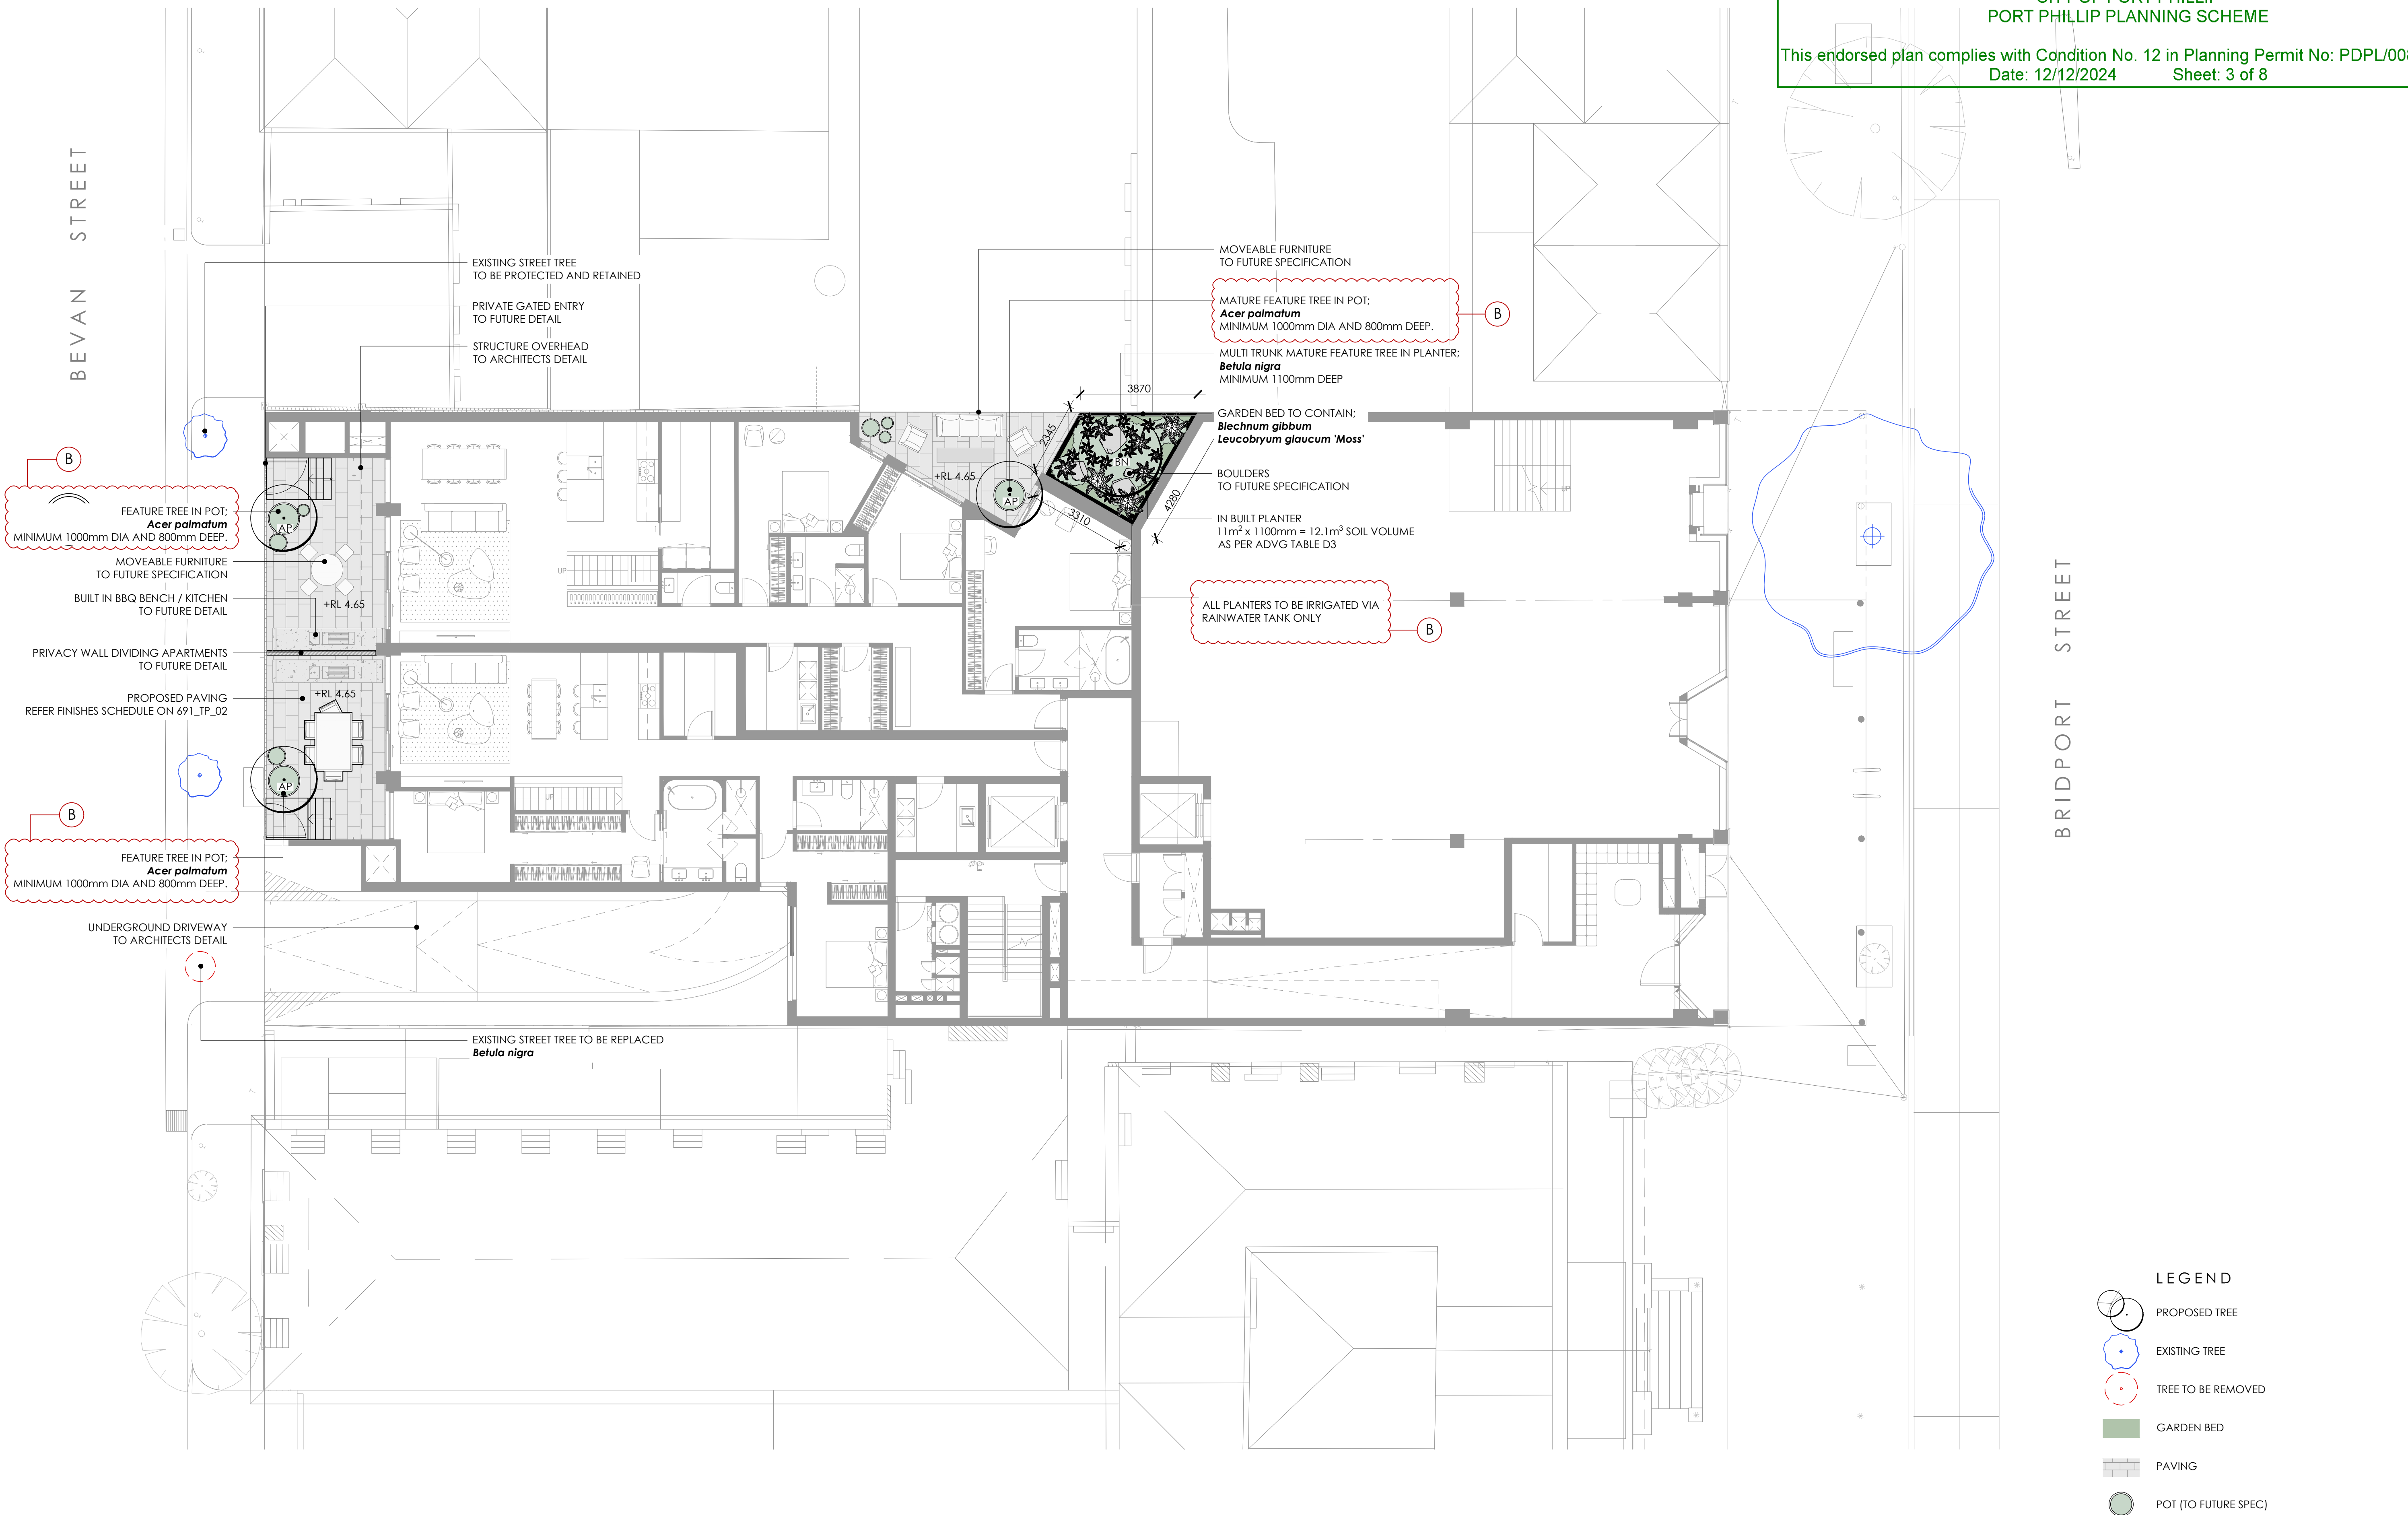 PORT PHILLIP PLANNING SCHEME
This endorsed plan complies with Condition No. 12 in Planning Permit No: PDPL/00
Date: 12/12/2024 Sheet: 3 of 8
BEVAN STREET
EXISTING STREET TREE
TO BE PROTECTED AND RETAINED
PRIVATE GATED ENTRY
TO FUTURE DETAIL
STRUCTURE OVERHEAD
TO ARCHITECTS DETAIL
B
FEATURE TREE IN POT;
Acer palmatum
MINIMUM 1000mm DIA AND 800mm DEEP.
MOVEABLE FURNITURE
TO FUTURE SPECIFICATION
BUILT IN BBQ BENCH / KITCHEN
TO FUTURE DETAIL
PRIVACY WALL DIVIDING APARTMENTS
TO FUTURE DETAIL
PROPOSED PAVING
REFER FINISHES SCHEDULE ON 691_TP_02
B
FEATURE TREE IN POT;
Acer palmatum
MINIMUM 1000mm DIA AND 800mm DEEP.
UNDERGROUND DRIVEWAY
TO ARCHITECTS DETAIL
EXISTING STREET TREE TO BE REPLACED
Betula nigra
AP
+RL 4.65
+RL 4.65
AP
UP
UP
MOVEABLE FURNITURE
TO FUTURE SPECIFICATION
MATURE FEATURE TREE IN POT;
Acer palmatum
MINIMUM 1000mm DIA AND 800mm DEEP.
B
MULTI TRUNK MATURE FEATURE TREE IN PLANTER;
Betula nigra
MINIMUM 1100mm DEEP
GARDEN BED TO CONTAIN;
Blechnum gibbum
Leucobryum glaucum 'Moss'
BOULDERS
TO FUTURE SPECIFICATION
IN BUILT PLANTER
11m² x 1100mm = 12.1m³ SOIL VOLUME
AS PER ADVG TABLE D3
ALL PLANTERS TO BE IRRIGATED VIA
RAINWATER TANK ONLY
B
3870
2345
+RL 4.65
AP
BN
3310
4280
UP
BRIDPORT STREET
LEGEND
PROPOSED TREE
EXISTING TREE
TREE TO BE REMOVED
GARDEN BED
PAVING
POT (TO FUTURE SPEC)